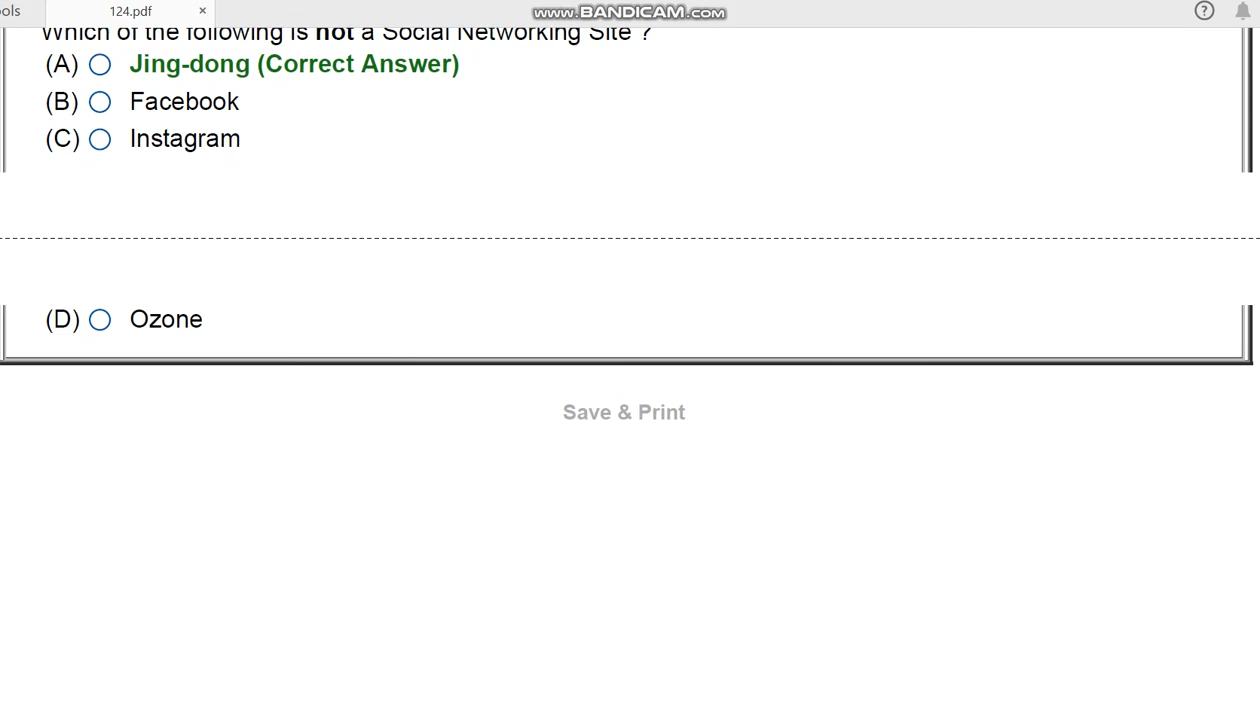 ols
124.pdf ×
www.BANDICAM.com
Which of the following is not a Social Networking Site ?
(A) Jing-dong (Correct Answer)
(B) Facebook
(C) Instagram
(D) Ozone
Save & Print